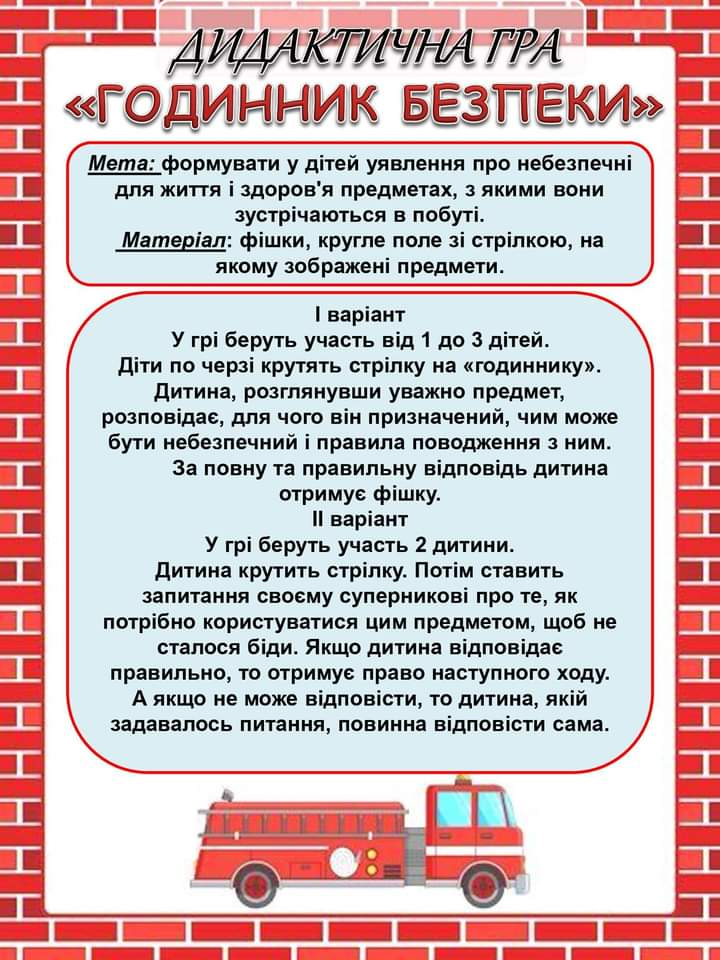 ДИДАКТИЧНА ГРА
«ГОДИННИК БЕЗПЕКИ»
Мета: формувати у дітей уявлення про небезпечні
для життя і здоров'я предметах, з якими вони
зустрічаються в побуті.
Матеріал: фішки, кругле поле зі стрілкою, на
якому зображені предмети.
І варіант
У грі беруть участь від 1 до 3 дітей.
Діти по черзі крутять стрілку на «годиннику».
Дитина, розглянувши уважно предмет,
розповідає, для чого він призначений, чим може
бути небезпечний і правила поводження з ним.
За повну та правильну відповідь дитина
отримує фішку.
ІІ варіант
У грі беруть участь 2 дитини.
Дитина крутить стрілку. Потім ставить
запитання своєму суперникові про те, як
потрібно користуватися цим предметом, щоб не
сталося біди. Якщо дитина відповідає
правильно, то отримує право наступного ходу.
А якщо не може відповісти, то дитина, якій
задавалось питання, повинна відповісти сама.